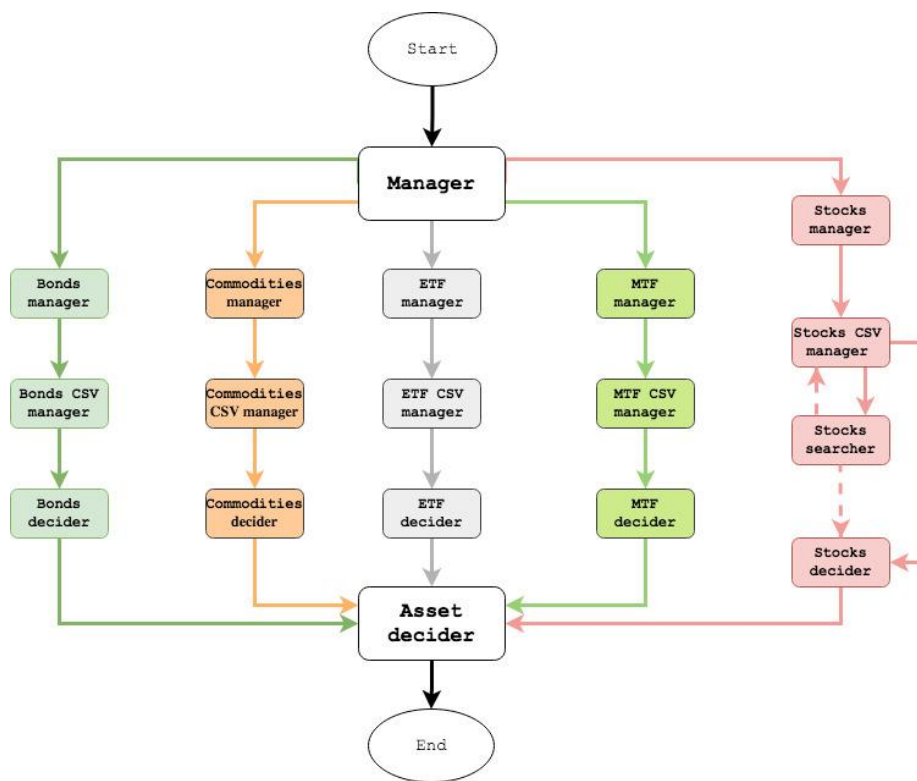 Start
Manager
Stocks
manager
Bonds
manager
Commodities
manager
ETF
manager
MTF
manager
Stocks CSV
manager
Bonds CSV
manager
Commodities
CSV manager
ETF CSV
manager
MTF CSV
manager
Stocks
searcher
Bonds
decider
Commodities
decider
ETF
decider
MTF
decider
Stocks
decider
Asset
decider
End